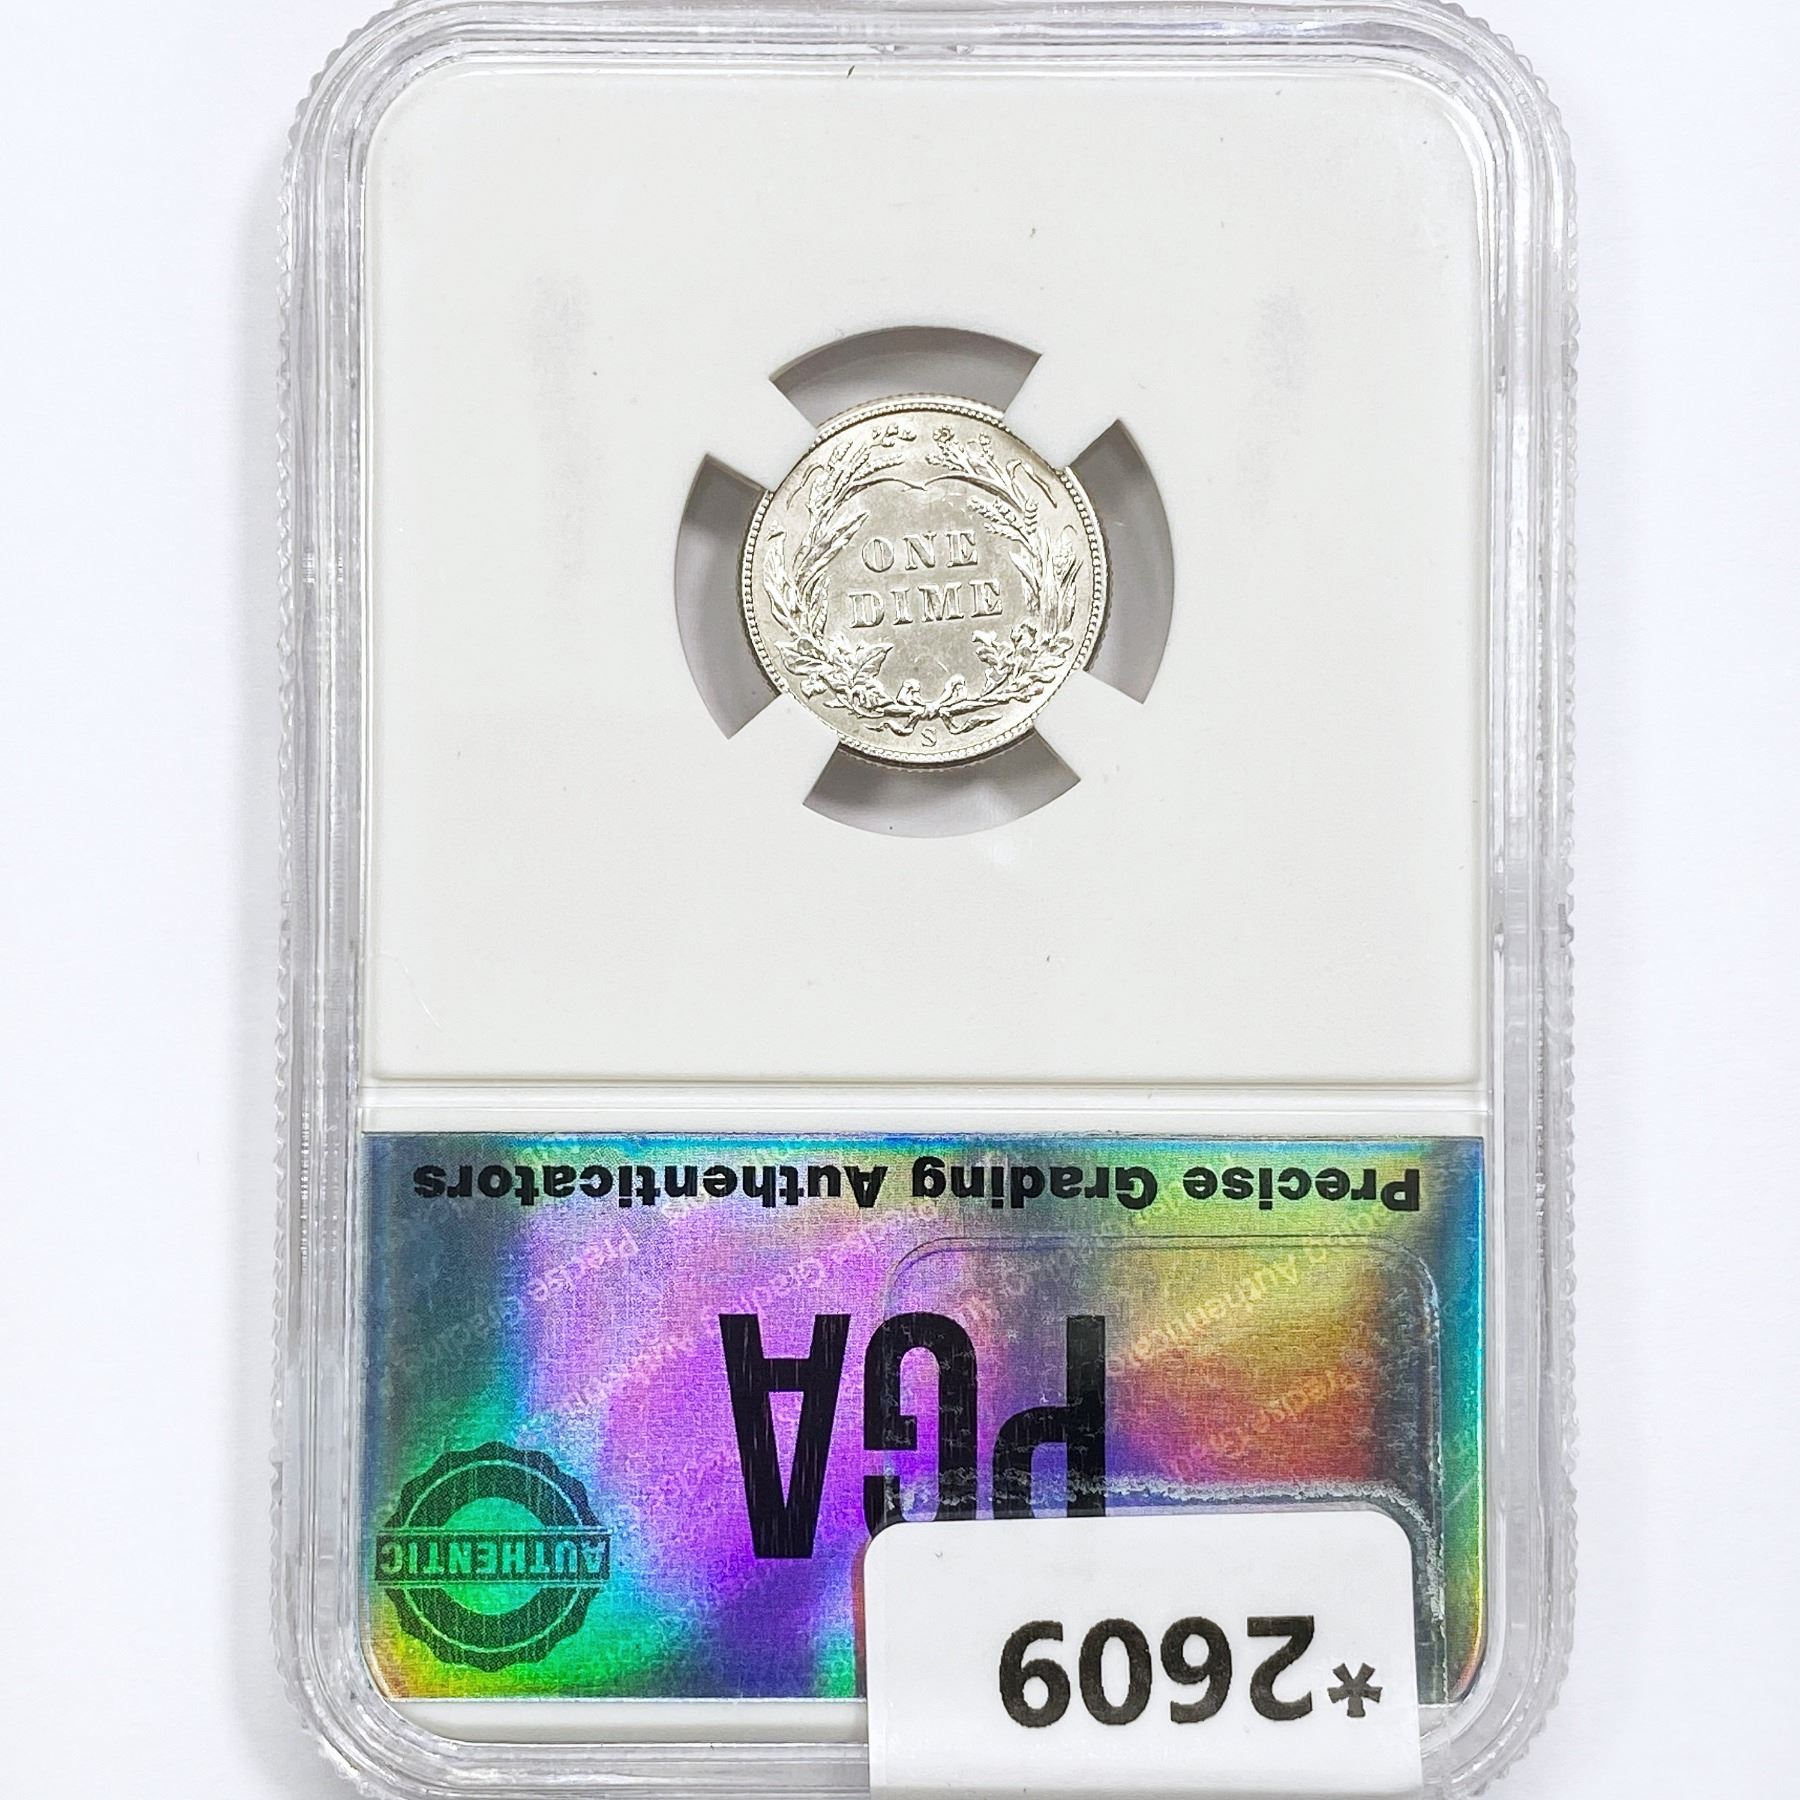 ONE
DIME
S
Precise Grading Authenticators
PGA
AUTHENTIC
*2609